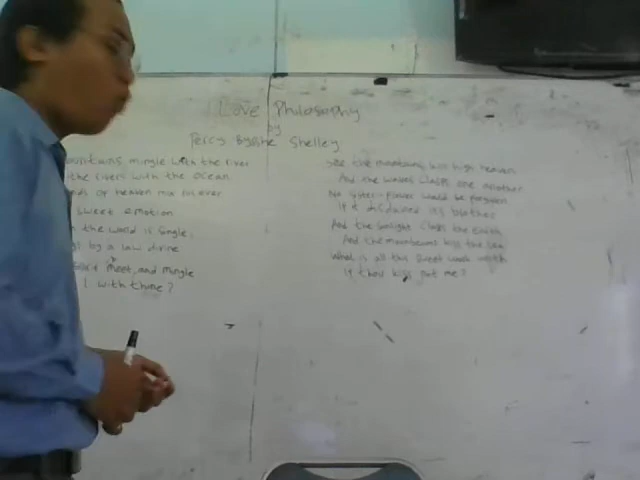 Love Philosophy
by
Percy Bysshe Shelley
ountains mingle with the river
the rivers with the ocean
nds of heaven mix forever
sweet emotion
n the world is single;
by a law divine
meet, and mingle
I with thine?
See the mountains kiss high heaven
And the waves clasp one another
No sister-flower would be forgiven
If it disdained its brother
And the sunlight clasps the earth
And the moonbeams kiss the sea
What is all this sweet work worth
If thou kiss not me?